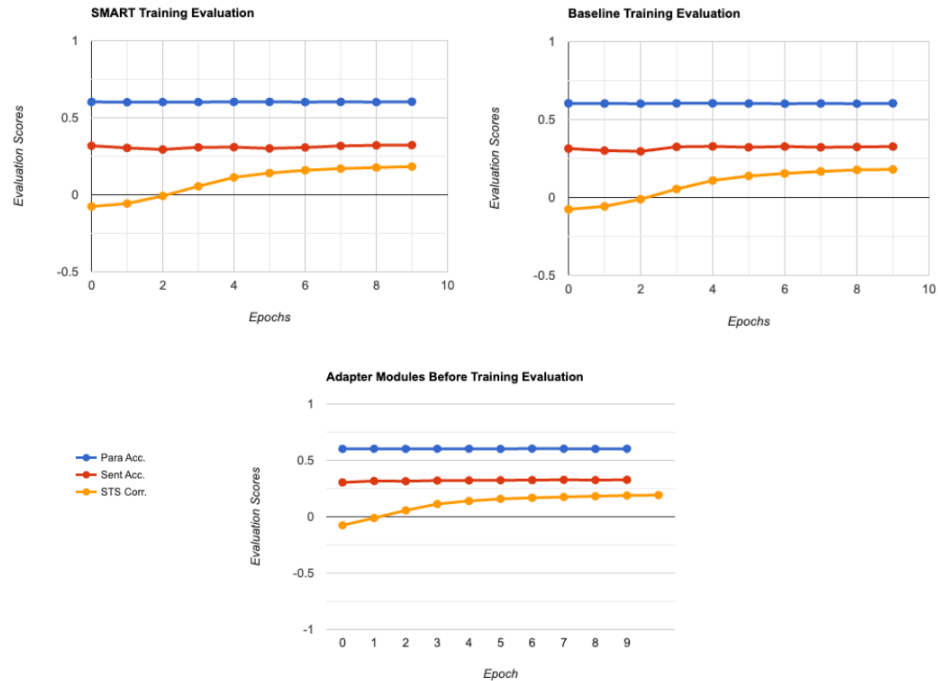 SMART Training Evaluation
1
0.5
0
-0.5
Evaluation Scores
0 2 4 6 8 10
Epochs
Baseline Training Evaluation
1
0.5
0
-0.5
Evaluation Scores
0 2 4 6 8 10
Epochs
Para Acc.
Sent Acc.
STS Corr.
Adapter Modules Before Training Evaluation
1
0.5
0
-0.5
-1
Evaluation Scores
0 1 2 3 4 5 6 7 8 9
Epoch